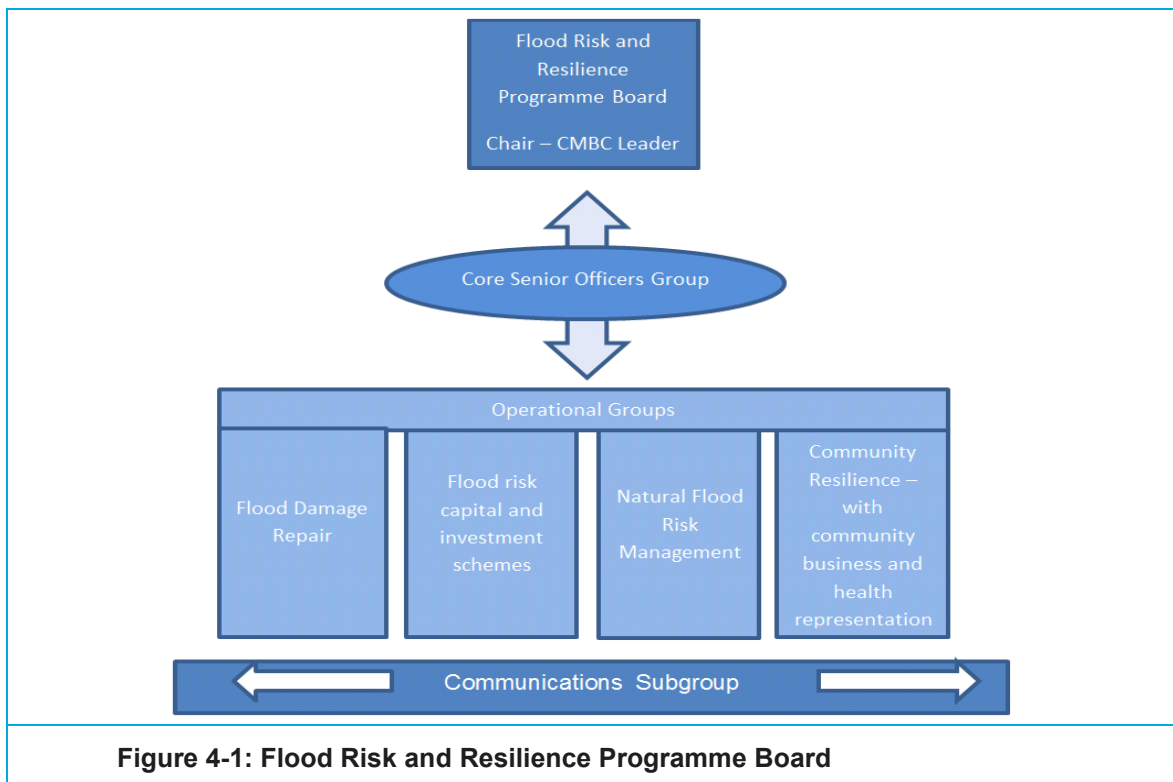 Flood Risk and
Resilience
Programme Board
Chair – CMBC Leader
Core Senior Officers Group
Operational Groups
Flood Damage
Repair
Flood risk
capital and
investment
schemes
Natural Flood
Risk
Management
Community
Resilience –
with
community
business and
health
representation
Communications Subgroup
Figure 4-1: Flood Risk and Resilience Programme Board